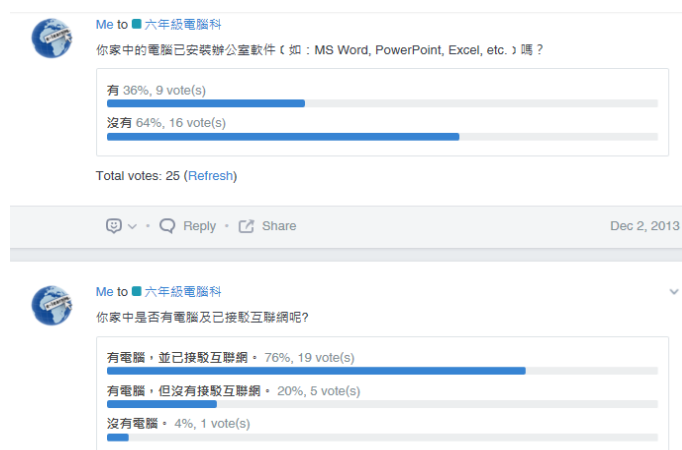 Me to 六年級電腦科
你家中的電腦已安裝辦公室軟件 ( 如：MS Word, PowerPoint, Excel, etc. ) 嗎？
有 36%, 9 vote(s)
沒有 64%, 16 vote(s)
Total votes: 25 (Refresh)
Reply Share Dec 2, 2013
Me to 六年級電腦科
你家中是否有電腦及已接駁互聯網呢?
有電腦，並已接駁互聯網。 76%, 19 vote(s)
有電腦，但沒有接駁互聯網。 20%, 5 vote(s)
沒有電腦。 4%, 1 vote(s)